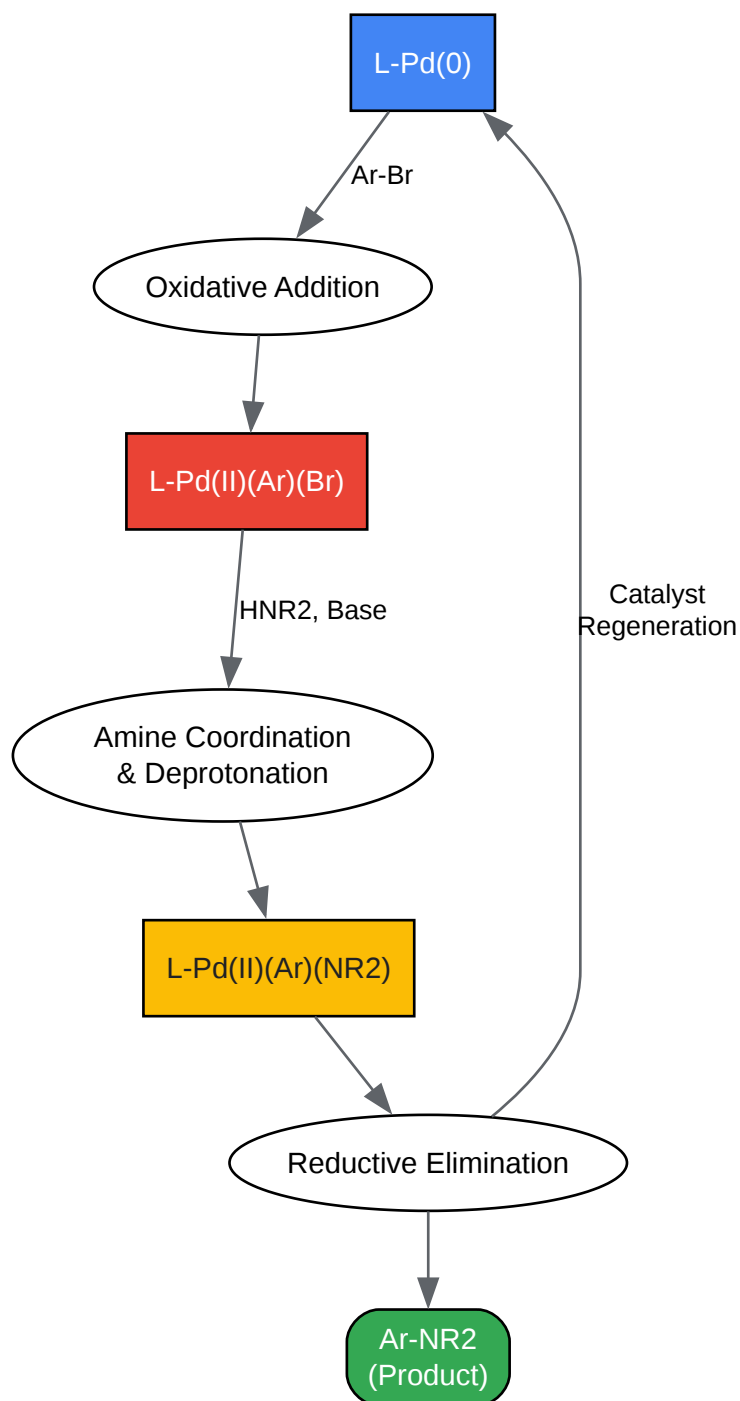 L-Pd(0)
Ar-Br
Oxidative Addition
L-Pd(II)(Ar)(Br)
HNR2, Base
Catalyst
Regeneration
Amine Coordination
& Deprotonation
L-Pd(II)(Ar)(NR2)
Reductive Elimination
Ar-NR2
(Product)